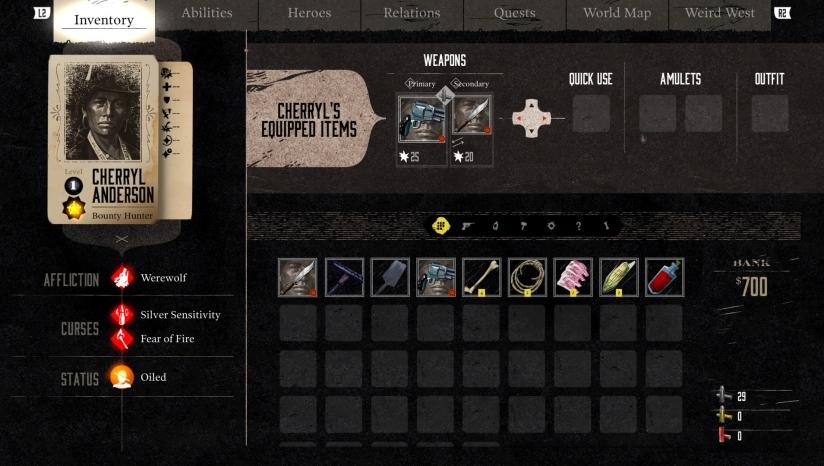 L2
Inventory
Abilities
Heroes
Relations
Quests
World Map
Weird West
R2
Level
1
CHERRYL
ANDERSON
Bounty Hunter
AFFLICTION
Werewolf
CURSES
Silver Sensitivity
Fear of Fire
STATUS
Oiled
CHERRYL'S
EQUIPPED ITEMS
WEAPONS
Primary
Secondary
25
20
QUICK USE
AMULETS
OUTFIT
?
BANK
$700
29
0
0